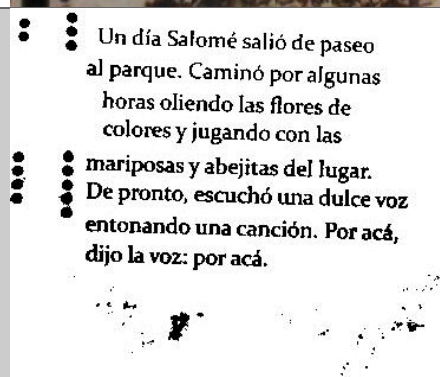 Un día Salomé salió de paseo
al parque. Caminó por algunas
horas oliendo las flores de
colores y jugando con las
mariposas y abejitas del lugar.
De pronto, escuchó una dulce voz
entonando una canción. Por acá,
dijo la voz: por acá.